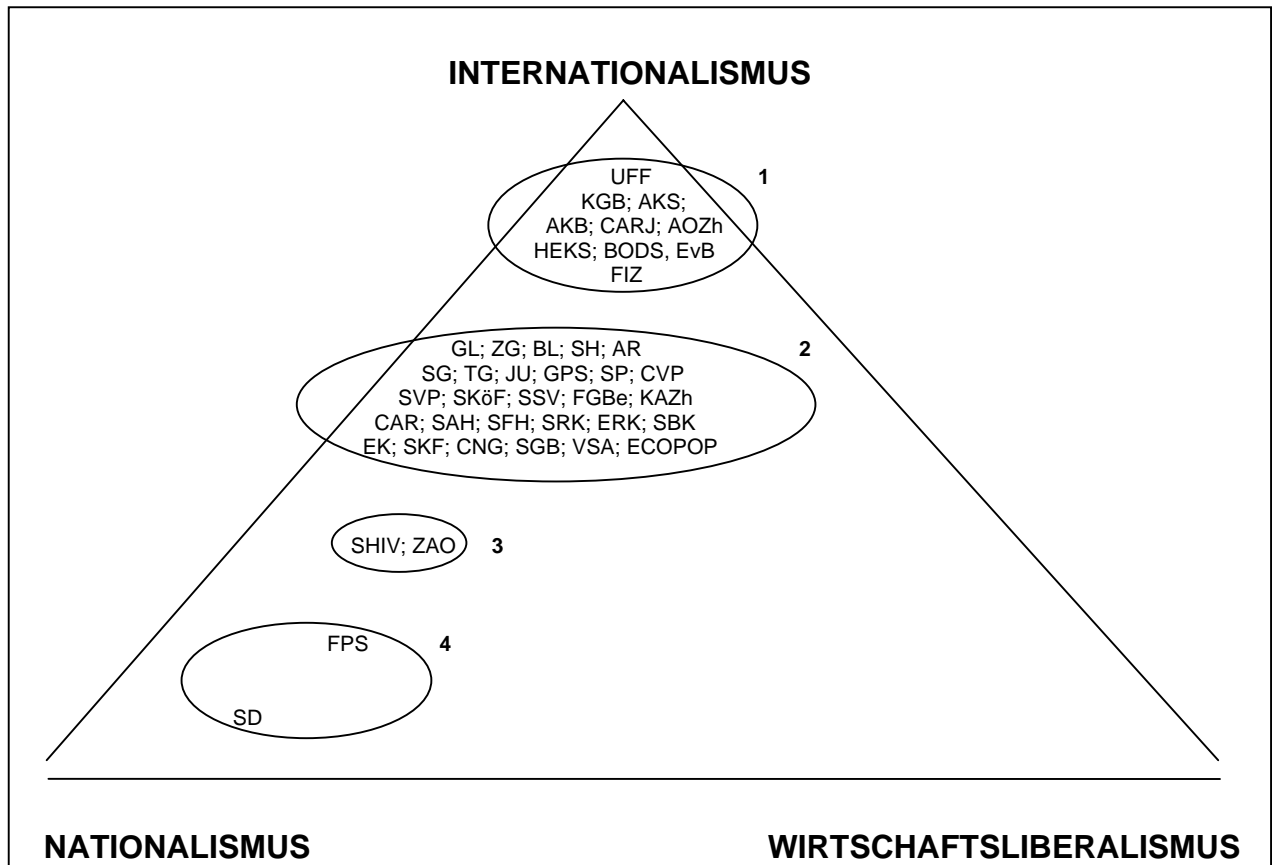 INTERNATIONALISMUS
UFF
1
KGB; AKS;
AKB; CARJ; AOZh
HEKS; BODS, EvB
FIZ
GL; ZG; BL; SH; AR
2
SG; TG; JU; GPS; SP; CVP
SVP; SKöF; SSV; FGBe; KAZh
CAR; SAH; SFH; SRK; ERK; SBK
EK; SKF; CNG; SGB; VSA; ECOPOP
SHIV; ZAO
3
FPS
4
SD
NATIONALISMUS
WIRTSCHAFTSLIBERALISMUS